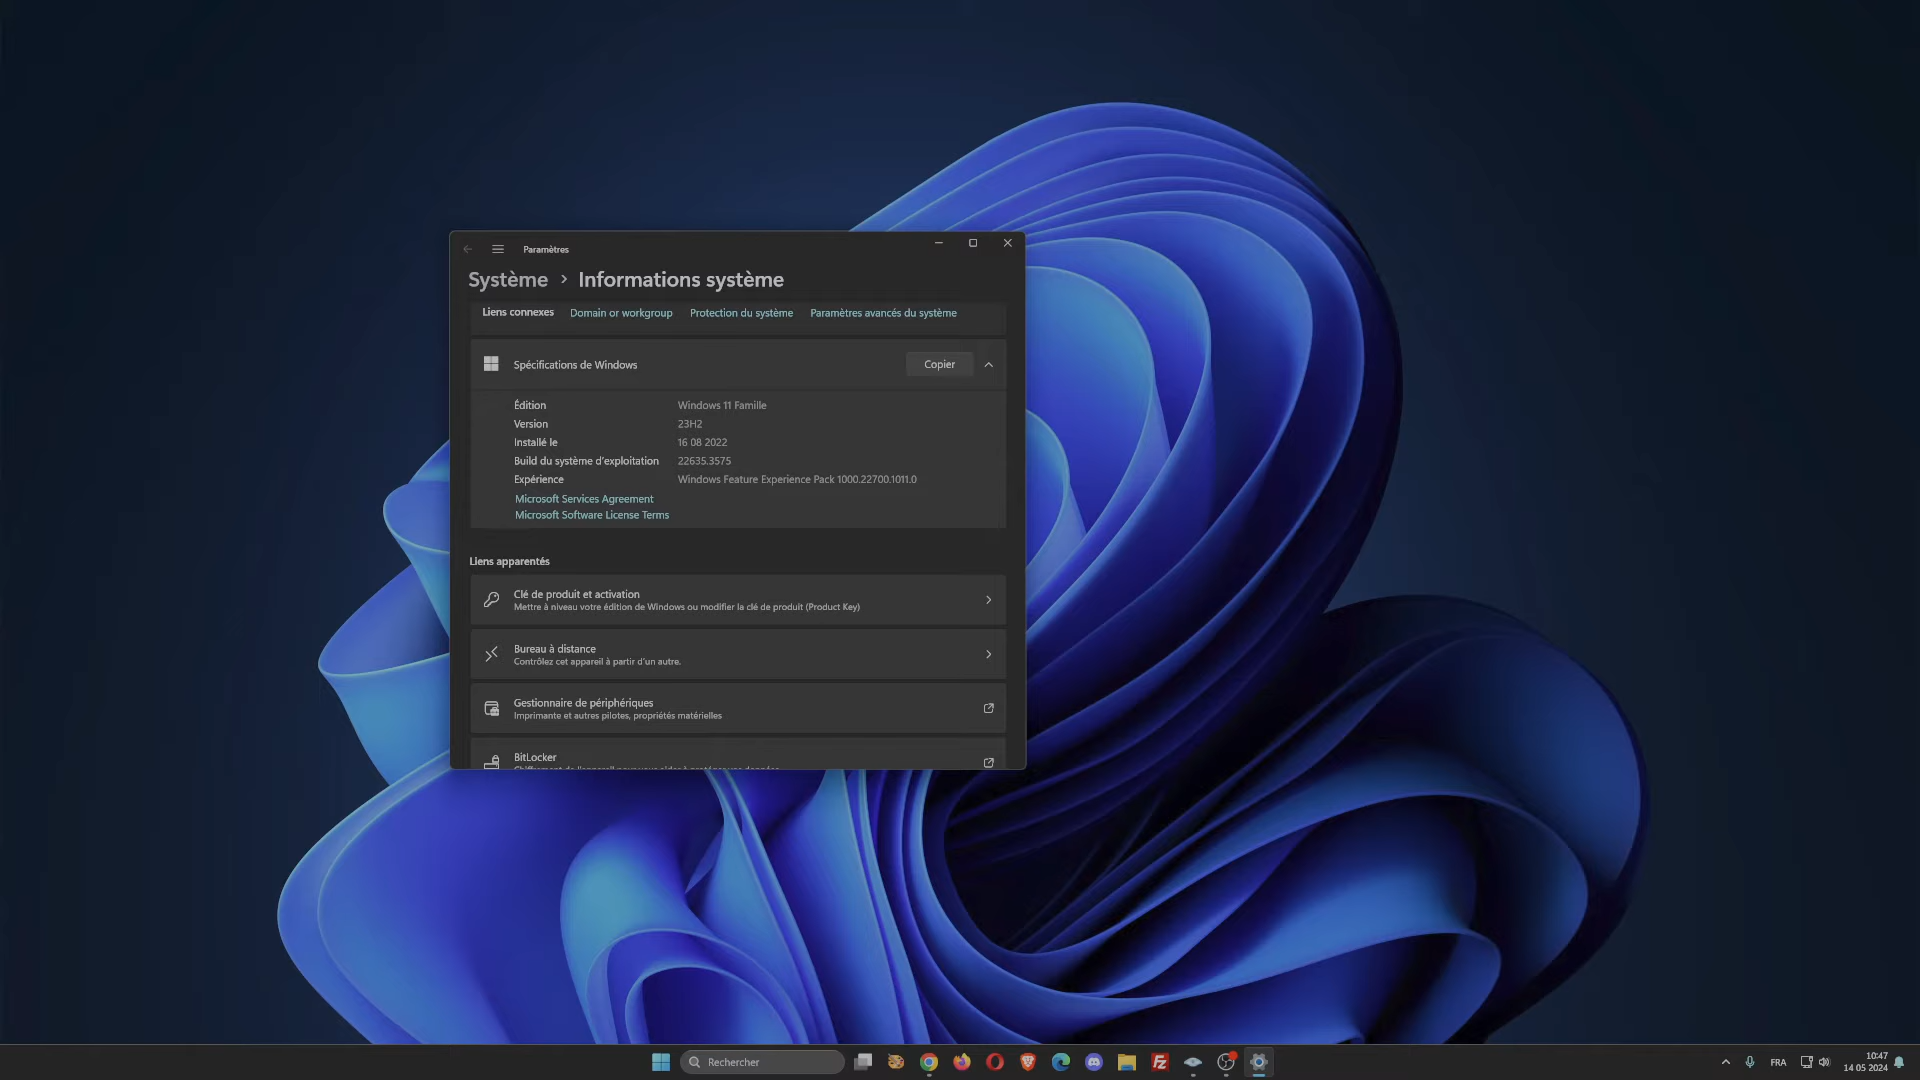 Paramètres
Système > Informations système
Liens connexes Domain or workgroup Protection du système Paramètres avancés du système
Spécifications de Windows Copier
Édition Windows 11 Famille
Version 23H2
Installé le 16 08 2022
Build du système d'exploitation 22635.3575
Expérience Windows Feature Experience Pack 1000.22700.1011.0
Microsoft Services Agreement
Microsoft Software License Terms
Liens apparentés
Clé de produit et activation
Mettre à niveau votre édition de Windows ou modifier la clé de produit (Product Key)
Bureau à distance
Contrôlez cet appareil à partir d'un autre.
Gestionnaire de périphériques
Imprimante et autres pilotes, propriétés matérielles
BitLocker
Rechercher
FRA
10:47
14 05 2024